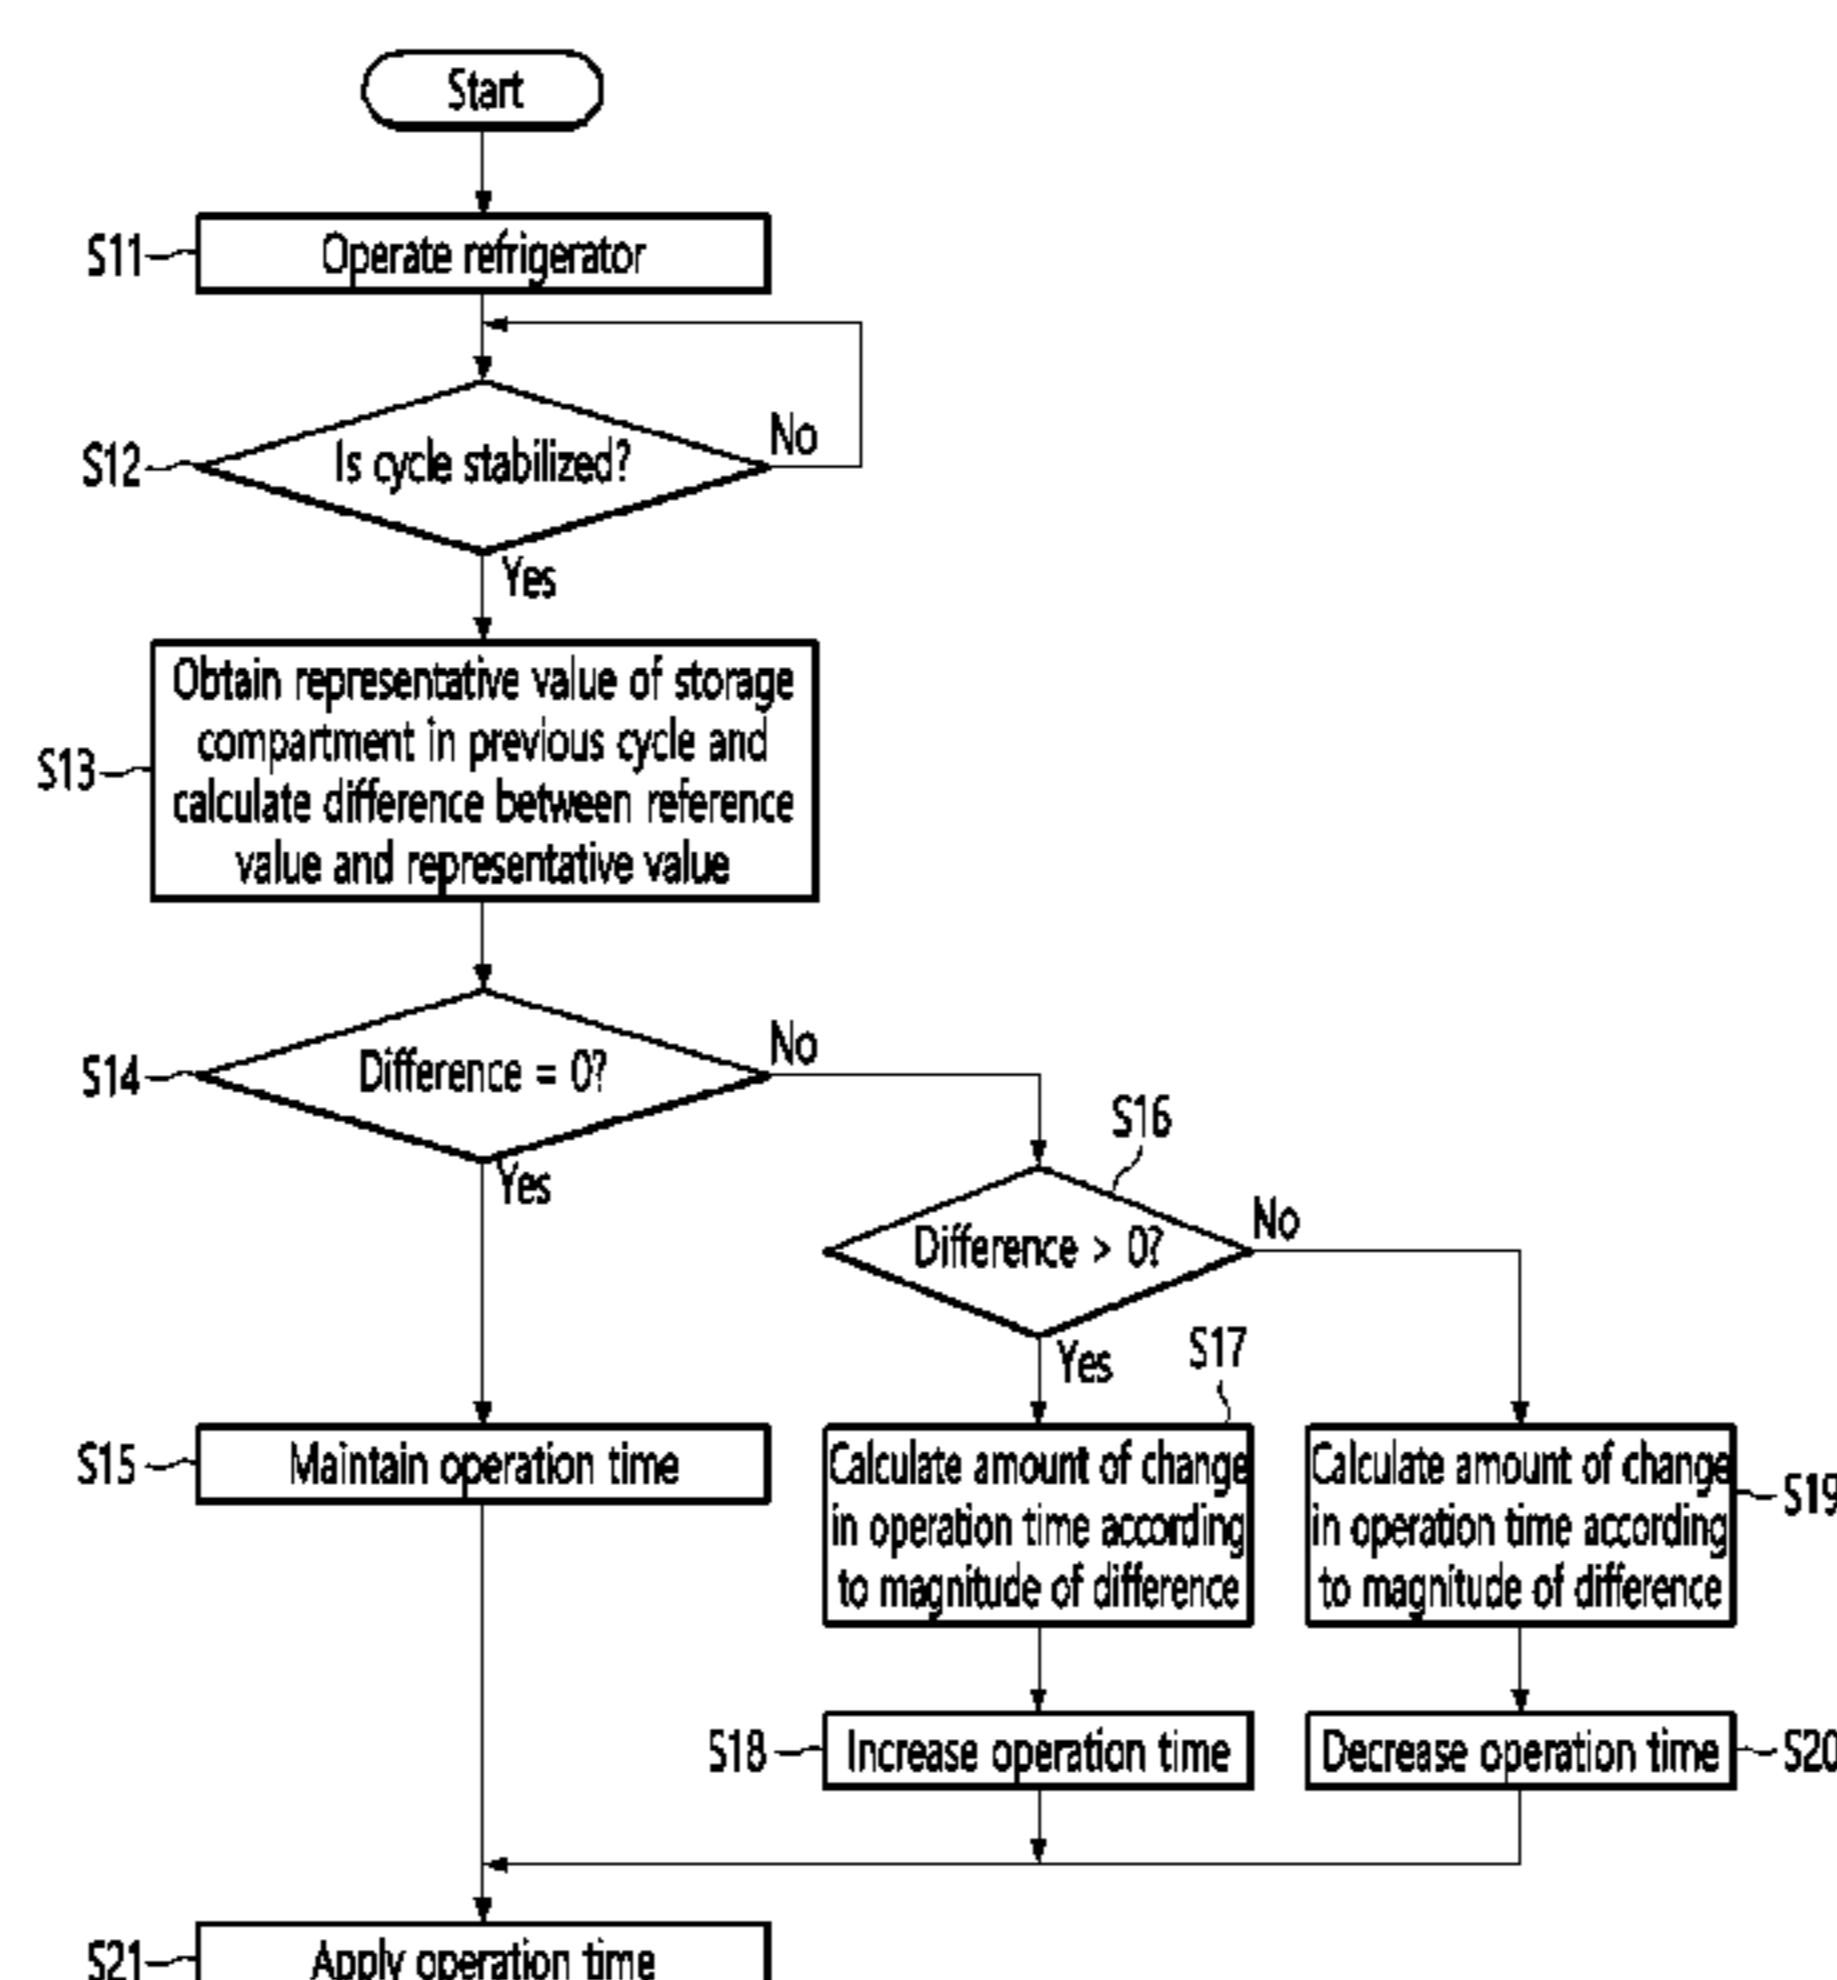 Start
S11
Operate refrigerator
S12
Is cycle stabilized?
No
Yes
S13
Obtain representative value of storage
compartment in previous cycle and
calculate difference between reference
value and representative value
S14
Difference = 0?
No
Yes
S16
Difference > 0?
No
Yes
S15
Maintain operation time
S17
Calculate amount of change
in operation time according
to magnitude of difference
Calculate amount of change
in operation time according
to magnitude of difference
S19
S18
Increase operation time
Decrease operation time
S20
S21
Apply operation time